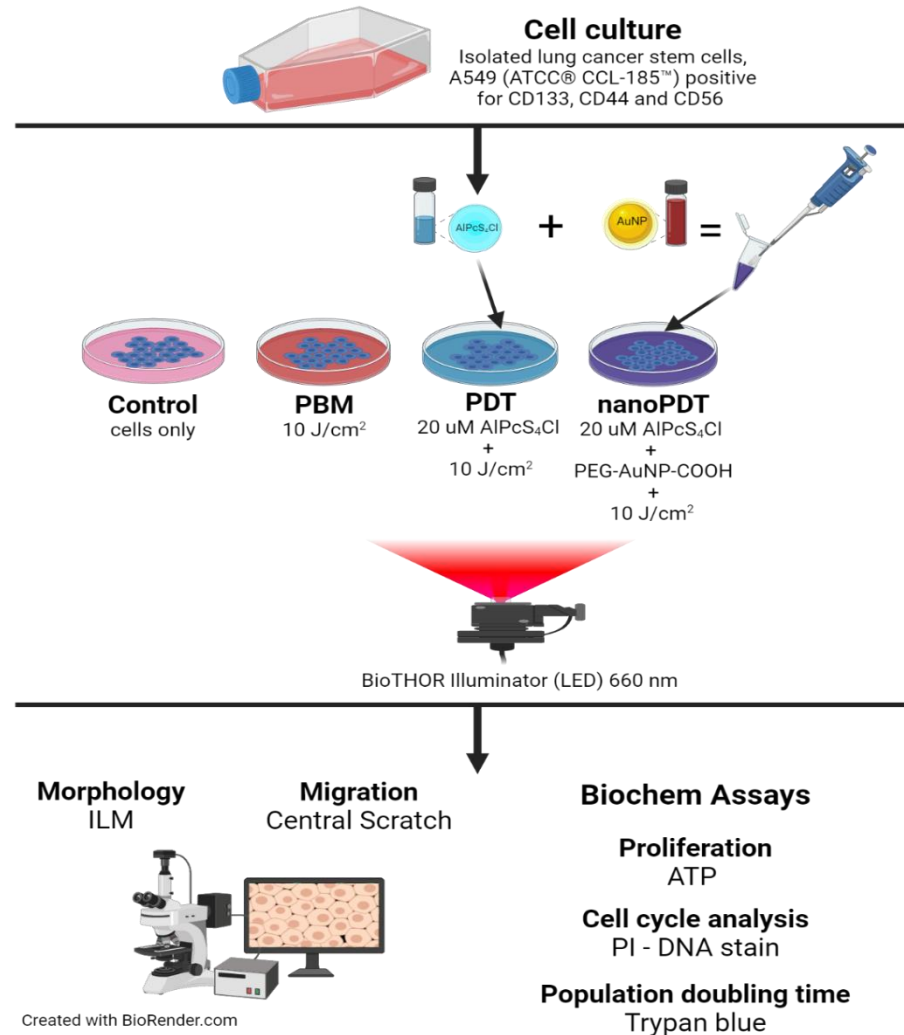 Cell culture
Isolated lung cancer stem cells,
A549 (ATCC® CCL-185™) positive
for CD133, CD44 and CD56
AlPcS₄Cl
+
AuNP
=
Control
cells only
PBM
10 J/cm²
PDT
20 uM AlPcS₄Cl
+
10 J/cm²
nanoPDT
20 uM AlPcS₄Cl
+
PEG-AuNP-COOH
+
10 J/cm²
BioTHOR Illuminator (LED) 660 nm
Morphology
ILM
Migration
Central Scratch
Biochem Assays
Proliferation
ATP
Cell cycle analysis
PI - DNA stain
Population doubling time
Trypan blue
Created with BioRender.com